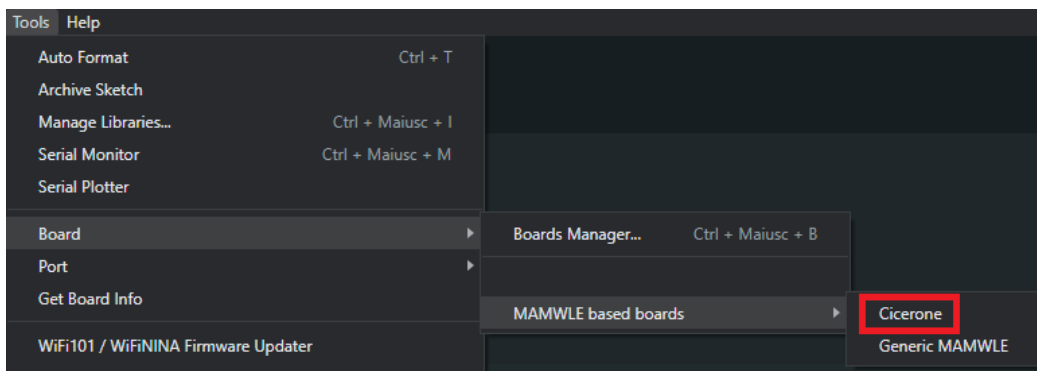 Tools Help
Auto Format Ctrl + T
Archive Sketch
Manage Libraries... Ctrl + Maiusc + I
Serial Monitor Ctrl + Maiusc + M
Serial Plotter
Board Boards Manager... Ctrl + Maiusc + B
Port
Get Board Info
MAMWLE based boards Cicerone
WiFi101 / WiFiNINA Firmware Updater Generic MAMWLE